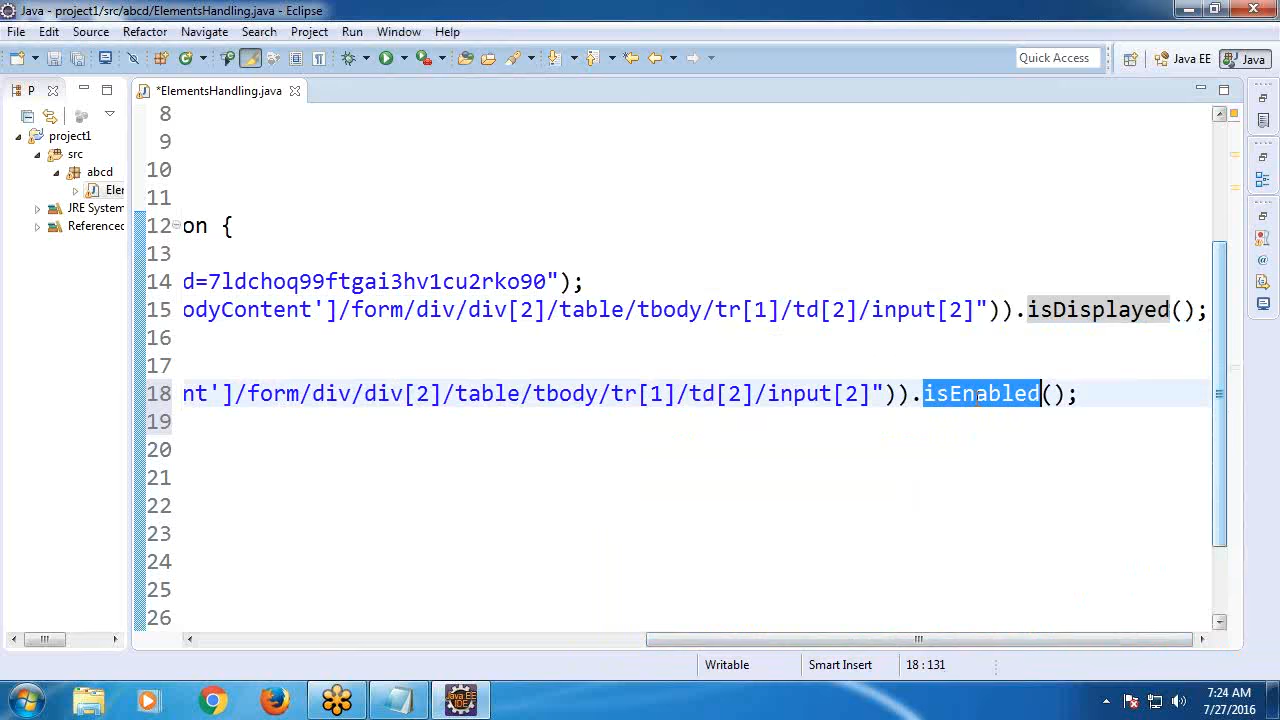 Java - project1/src/abcd/ElementsHandling.java - Eclipse
File Edit Source Refactor Navigate Search Project Run Window Help
Quick Access Java EE Java
P *ElementsHandling.java
project1
src
abcd
Eler
JRE System
Referenced
8
9
10
11
12 on {
13
14 d=7ldchoq99ftgai3hv1cu2rko90");
15 odyContent']/form/div/div[2]/table/tbody/tr[1]/td[2]/input[2]")).isDisplayed();
16
17
18 nt']/form/div/div[2]/table/tbody/tr[1]/td[2]/input[2]")).isEnabled();
19
20
21
22
23
24
25
26
Writable Smart Insert 18 : 131
Java EE IDE
7:24 AM
7/27/2016